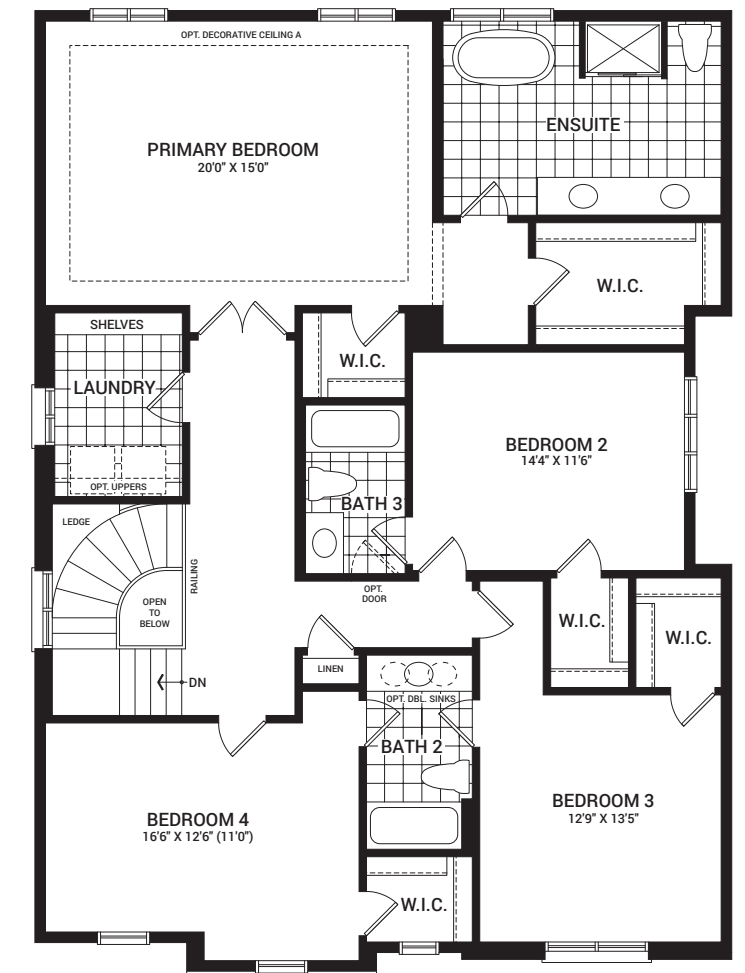 OPT. DECORATIVE CEILING A
PRIMARY BEDROOM
20'0" X 15'0"
ENSUITE
W.I.C.
SHELVES
LAUNDRY
OPT. UPPERS
W.I.C.
BEDROOM 2
14'4" X 11'6"
BATH 3
LEDGE
RAILING
OPEN
TO
BELOW
OPT.
DOOR
W.I.C.
W.I.C.
LINEN
DN
OPT. DBL. SINKS
BATH 2
BEDROOM 4
16'6" X 12'6" (11'0")
BEDROOM 3
12'9" X 13'5"
W.I.C.